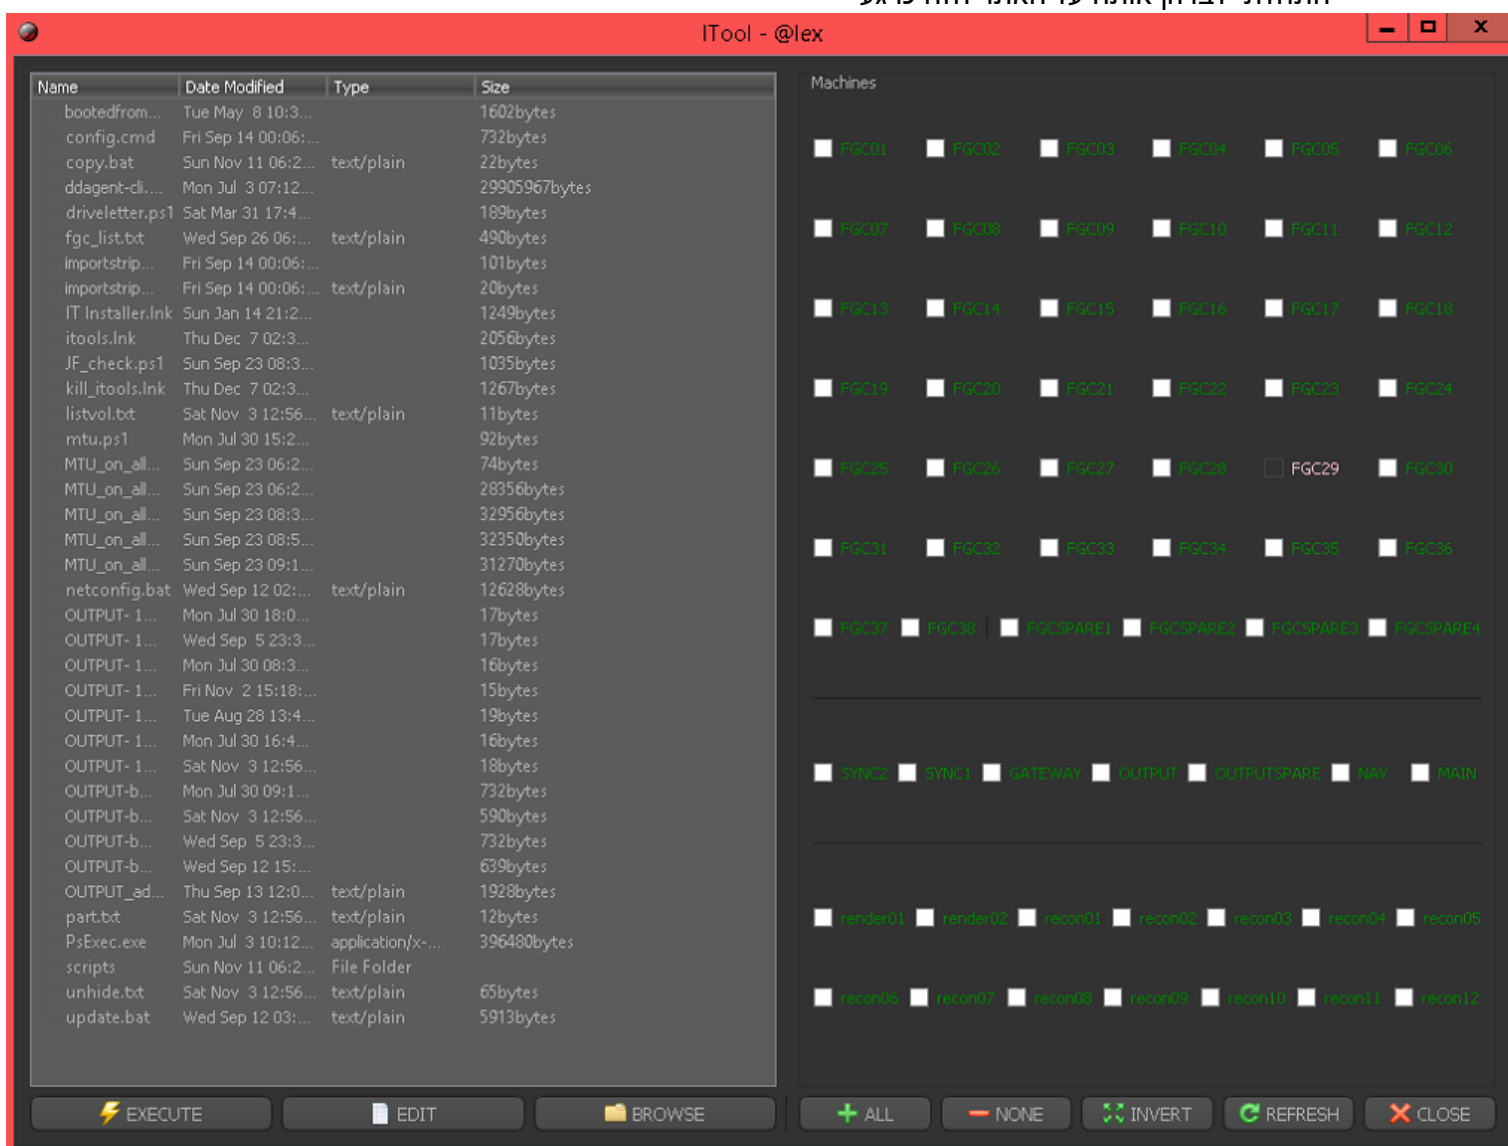 ITool - @lex
Name Date Modified Type Size
bootedfrom... Tue May 8 10:3... 1602bytes
config.cmd Fri Sep 14 00:06:... 732bytes
copy.bat Sun Nov 11 06:2... text/plain 22bytes
ddagent-cli.... Mon Jul 3 07:12... 29905967bytes
driveletter.ps1 Sat Mar 31 17:4... 189bytes
fgc_list.txt Wed Sep 26 06:... text/plain 490bytes
importstrip... Fri Sep 14 00:06:... 101bytes
importstrip... Fri Sep 14 00:06:... text/plain 20bytes
IT Installer.lnk Sun Jan 14 21:2... 1249bytes
itools.lnk Thu Dec 7 02:3... 2056bytes
JF_check.ps1 Sun Sep 23 08:3... 1035bytes
kill_itools.lnk Thu Dec 7 02:3... 1267bytes
listvol.txt Sat Nov 3 12:56... text/plain 11bytes
mtu.ps1 Mon Jul 30 15:2... 92bytes
MTU_on_all... Sun Sep 23 06:2... 74bytes
MTU_on_all... Sun Sep 23 06:2... 28356bytes
MTU_on_all... Sun Sep 23 08:3... 32956bytes
MTU_on_all... Sun Sep 23 08:5... 32350bytes
MTU_on_all... Sun Sep 23 09:1... 31270bytes
netconfig.bat Wed Sep 12 02:... text/plain 12628bytes
OUTPUT- 1... Mon Jul 30 18:0... 17bytes
OUTPUT- 1... Wed Sep 5 23:3... 17bytes
OUTPUT- 1... Mon Jul 30 08:3... 16bytes
OUTPUT- 1... Fri Nov 2 15:18:... 15bytes
OUTPUT- 1... Tue Aug 28 13:4... 19bytes
OUTPUT- 1... Mon Jul 30 16:4... 16bytes
OUTPUT- 1... Sat Nov 3 12:56... 18bytes
OUTPUT-b... Mon Jul 30 09:1... 732bytes
OUTPUT-b... Sat Nov 3 12:56... 590bytes
OUTPUT-b... Wed Sep 5 23:3... 732bytes
OUTPUT-b... Wed Sep 12 15:... 639bytes
OUTPUT_ad... Thu Sep 13 12:0... text/plain 1928bytes
part.txt Sat Nov 3 12:56... text/plain 12bytes
PsExec.exe Mon Jul 3 10:12... application/x-... 396480bytes
scripts Sun Nov 11 06:2... File Folder
unhide.txt Sat Nov 3 12:56... text/plain 65bytes
update.bat Wed Sep 12 03:... text/plain 5913bytes
EXECUTE EDIT BROWSE
Machines
FGC01 FGC02 FGC03 FGC04 FGC05 FGC06
FGC07 FGC08 FGC09 FGC10 FGC11 FGC12
FGC13 FGC14 FGC15 FGC16 FGC17 FGC18
FGC19 FGC20 FGC21 FGC22 FGC23 FGC24
FGC25 FGC26 FGC27 FGC28 FGC29 FGC30
FGC31 FGC32 FGC33 FGC34 FGC35 FGC36
FGC37 FGC38 FGCSPARE1 FGCSPARE2 FGCSPARE3 FGCSPARE4
SYNC2 SYNC1 GATEWAY OUTPUT OUTPUTSPARE NAV MAIN
render01 render02 recon01 recon02 recon03 recon04 recon05
recon06 recon07 recon08 recon09 recon10 recon11 recon12
ALL NONE INVERT REFRESH CLOSE